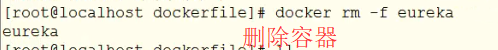 [root@localhost dockerfile]# docker rm -f eureka
eureka
删除容器